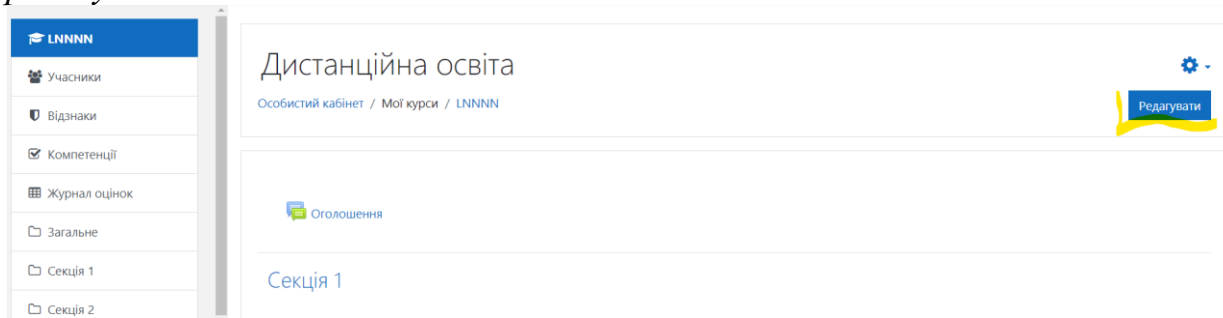 LNNNN
Учасники
Відзнаки
Компетенції
Журнал оцінок
Загальне
Секція 1
Секція 2
Дистанційна освіта
Особистий кабінет / Мої курси / LNNNN
Редагувати
Оголошення
Секція 1